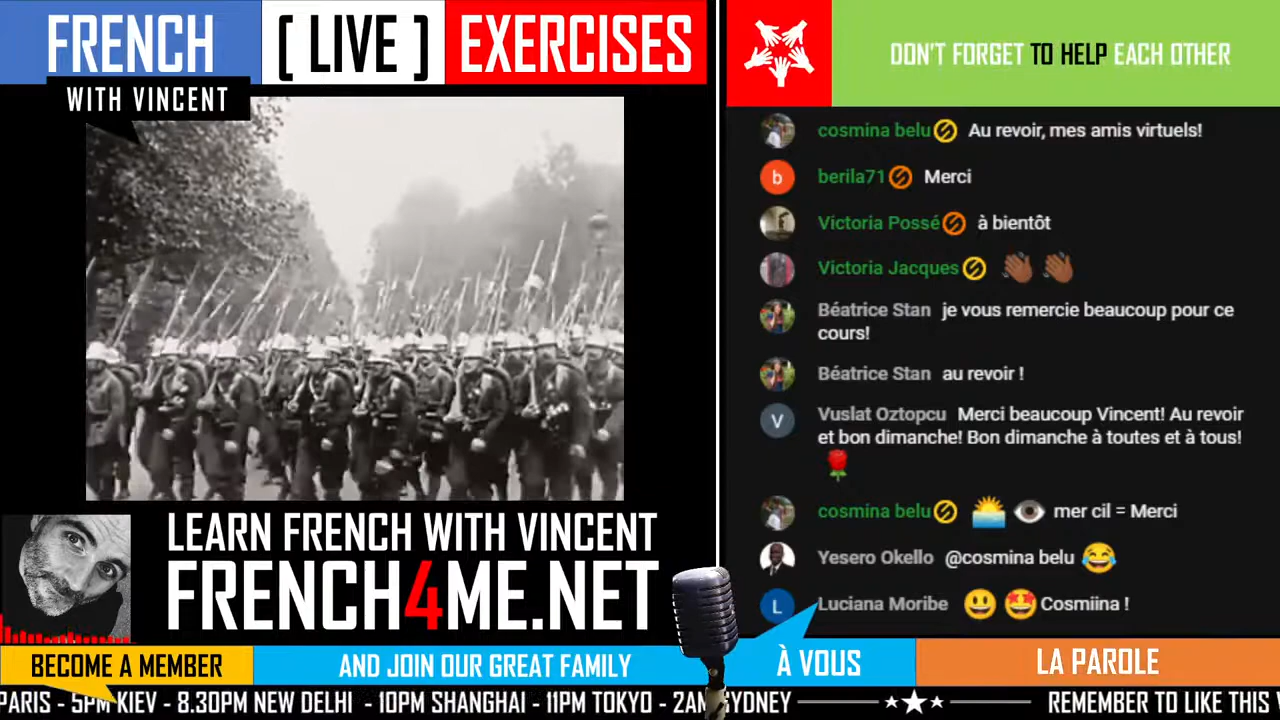 FRENCH [ LIVE ] EXERCISES
WITH VINCENT
DON'T FORGET TO HELP EACH OTHER
cosmina belu Au revoir, mes amis virtuels!
b berila71 Merci
Victoria Possé à bientôt
Victoria Jacques
Béatrice Stan je vous remercie beaucoup pour ce
cours!
Béatrice Stan au revoir !
V Vuslat Oztopcu Merci beaucoup Vincent! Au revoir
et bon dimanche! Bon dimanche à toutes et à tous!
cosmina belu mer cil = Merci
Yesero Okello @cosmina belu
L Luciana Moribe Cosmiina !
LEARN FRENCH WITH VINCENT
FRENCH4ME.NET
BECOME A MEMBER AND JOIN OUR GREAT FAMILY
À VOUS LA PAROLE
PARIS - 5PM KIEV - 8.30PM NEW DELHI - 10PM SHANGHAI - 11PM TOKYO - 2AM SYDNEY REMEMBER TO LIKE THIS